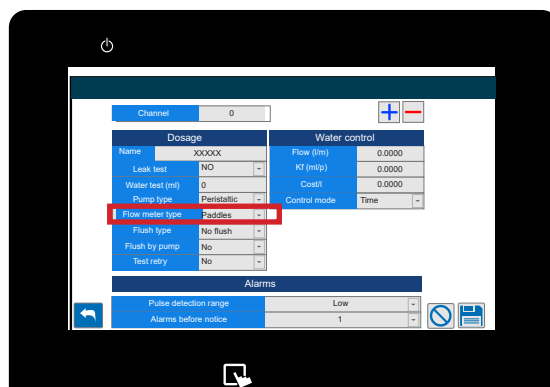 Channel 0
Dosage Water control
Name XXXXX Flow (l/m) 0.0000
Leak test NO Kf (ml/p) 0.0000
Water test (ml) 0 Cost/l 0.0000
Pump type Peristaltic Control mode Time
Flow meter type Paddles
Flush type No flush
Flush by pump No
Test retry No
Alarms
Pulse detection range Low
Alarms before notice 1